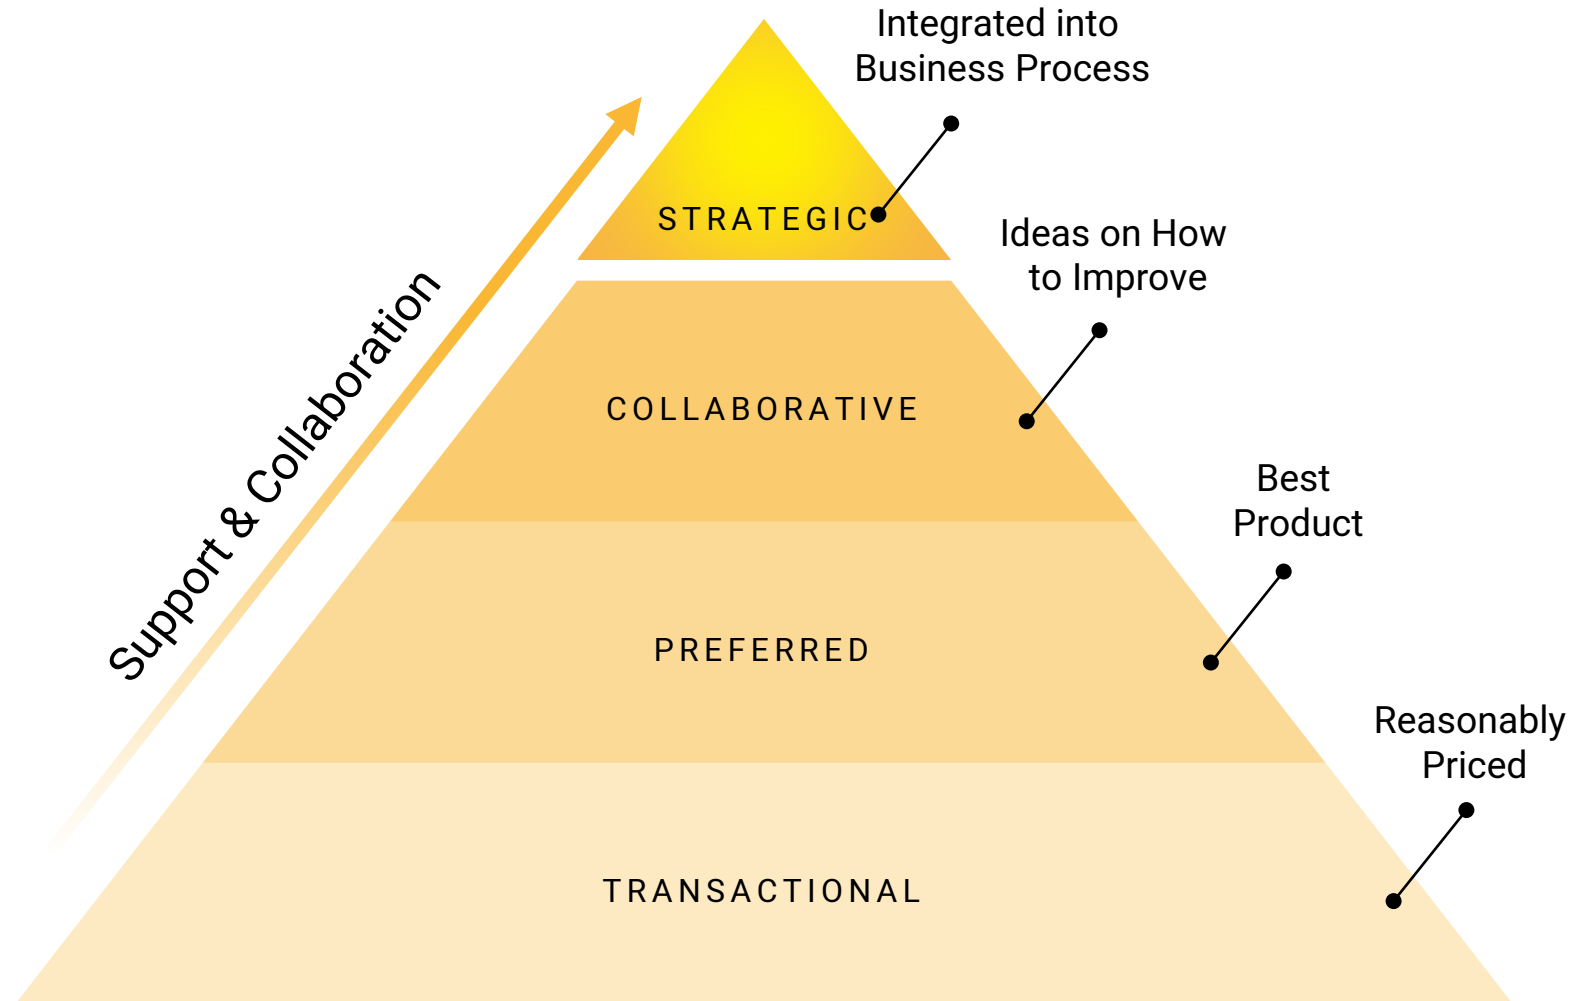 Integrated into
Business Process
STRATEGIC
Ideas on How
to Improve
Support & Collaboration
COLLABORATIVE
Best
Product
PREFERRED
Reasonably
Priced
TRANSACTIONAL